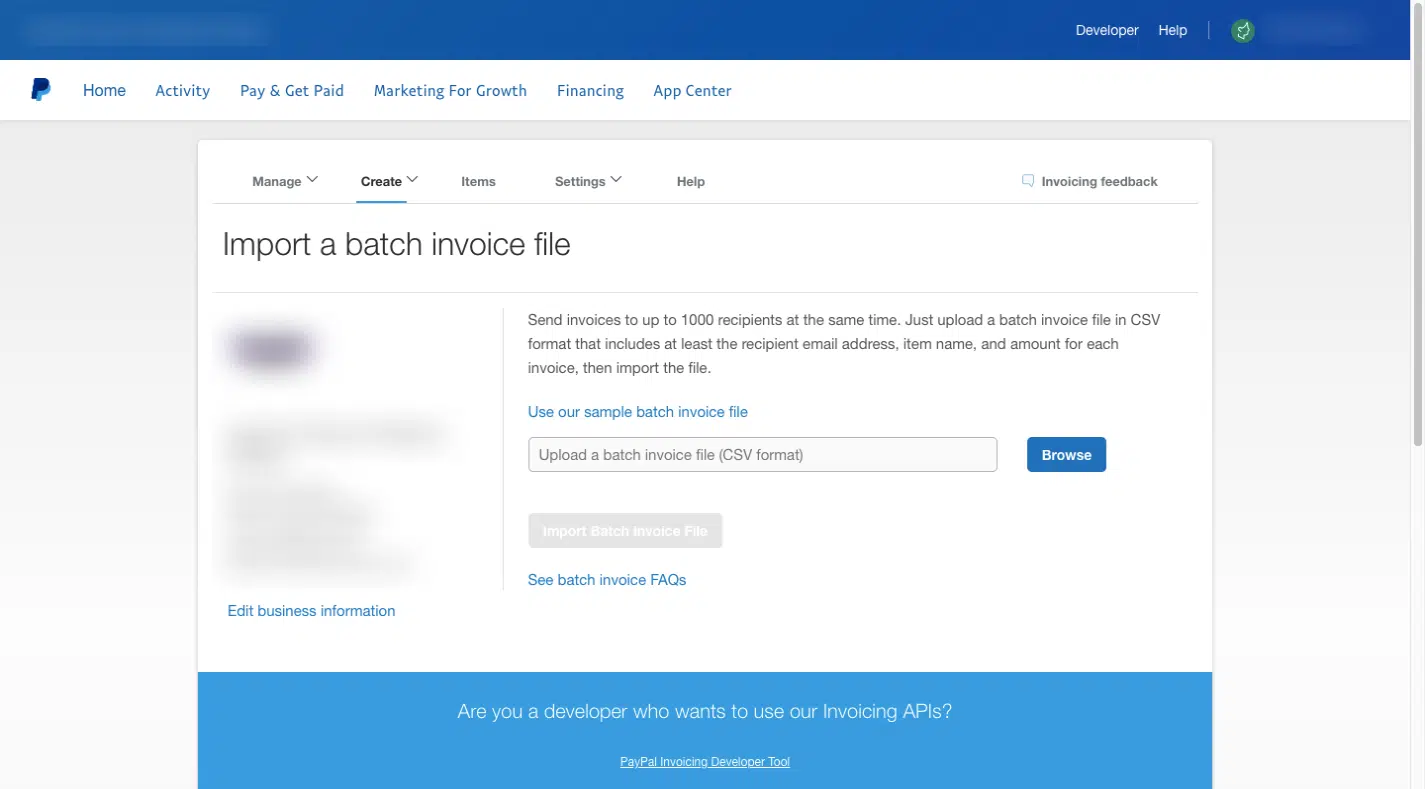 Developer Help
Home Activity Pay & Get Paid Marketing For Growth Financing App Center
Manage Create Items Settings Help Invoicing feedback
Import a batch invoice file
Send invoices to up to 1000 recipients at the same time. Just upload a batch invoice file in CSV
format that includes at least the recipient email address, item name, and amount for each
invoice, then import the file.
Use our sample batch invoice file
Upload a batch invoice file (CSV format) Browse
Import Batch Invoice File
See batch invoice FAQs
Edit business information
Are you a developer who wants to use our Invoicing APIs?
PayPal Invoicing Developer Tool